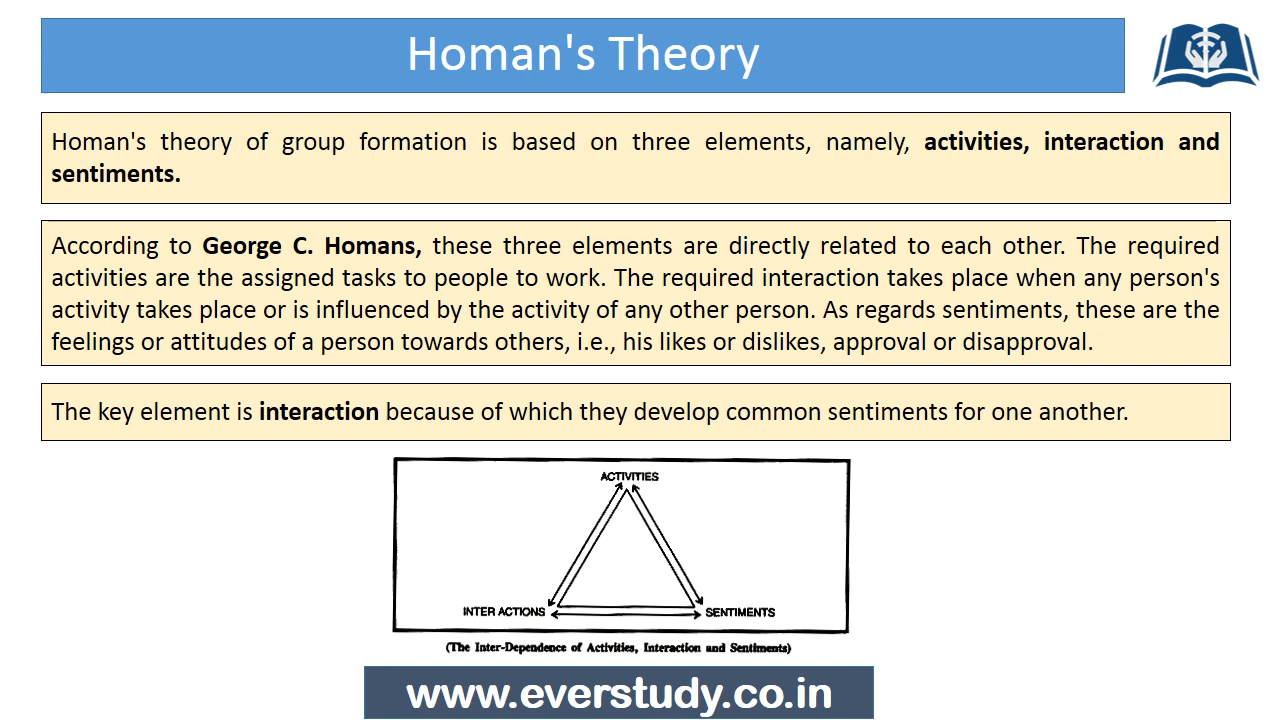 Homan's Theory
Homan's theory of group formation is based on three elements, namely, activities, interaction and
sentiments.
According to George C. Homans, these three elements are directly related to each other. The required
activities are the assigned tasks to people to work. The required interaction takes place when any person's
activity takes place or is influenced by the activity of any other person. As regards sentiments, these are the
feelings or attitudes of a person towards others, i.e., his likes or dislikes, approval or disapproval.
The key element is interaction because of which they develop common sentiments for one another.
ACTIVITIES
INTER ACTIONS
SENTIMENTS
(The Inter-Dependence of Activities, Interaction and Sentiments)
www.everstudy.co.in